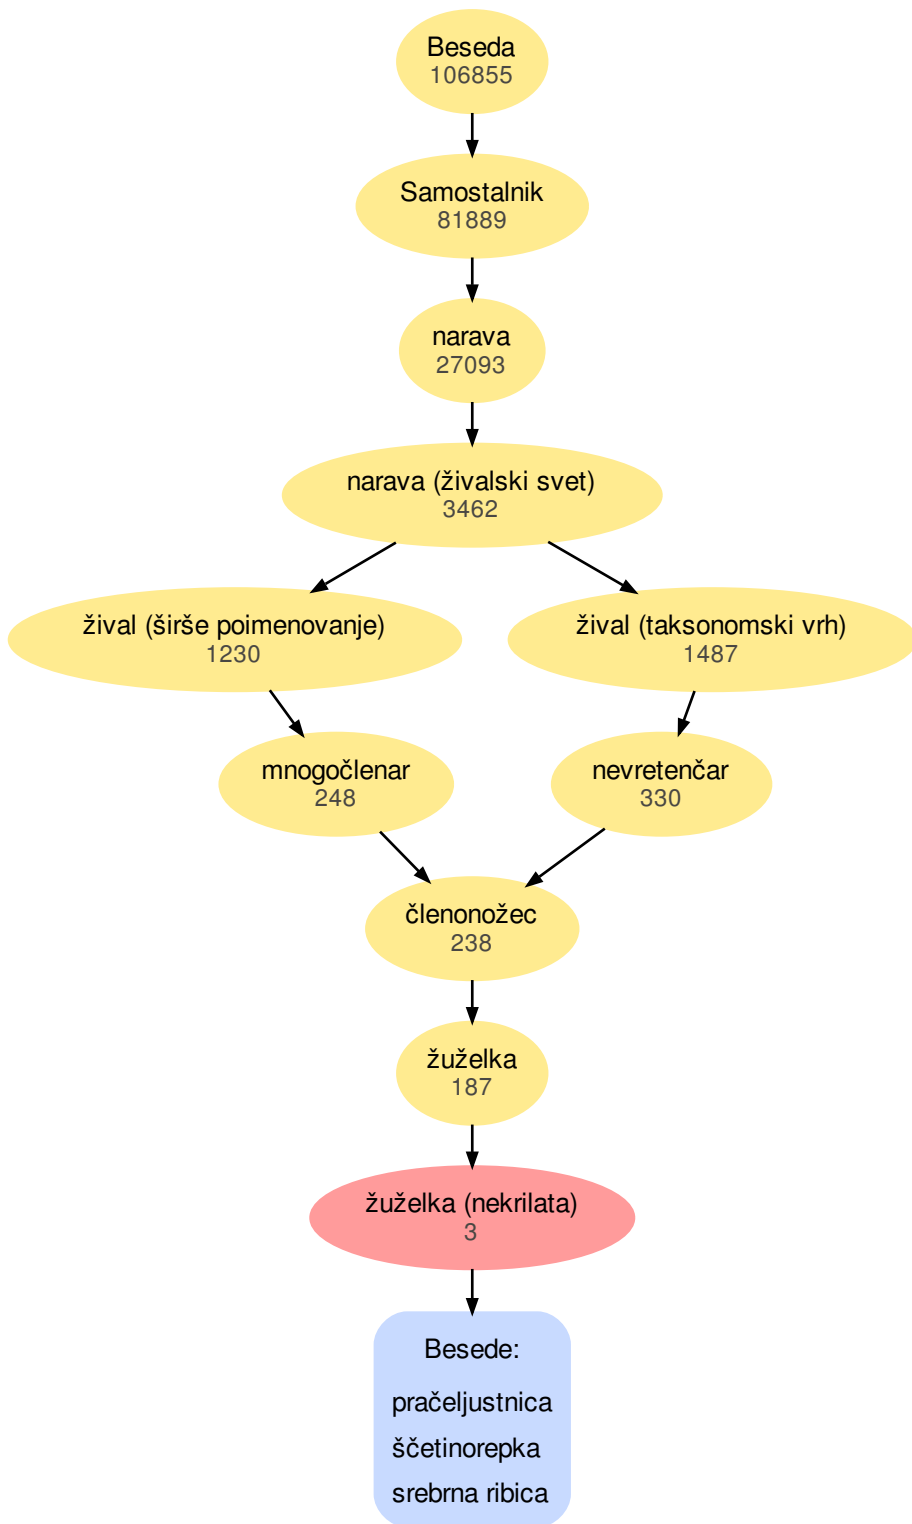 Beseda
106855
Samostalnik
81889
narava
27093
narava (živalski svet)
3462
žival (širše poimenovanje)
1230
žival (taksonomski vrh)
1487
mnogočlenar
248
nevretenčar
330
členonožec
238
žuželka
187
žuželka (nekrilata)
3
Besede:
pračeljustnica
ščetinorepka
srebrna ribica